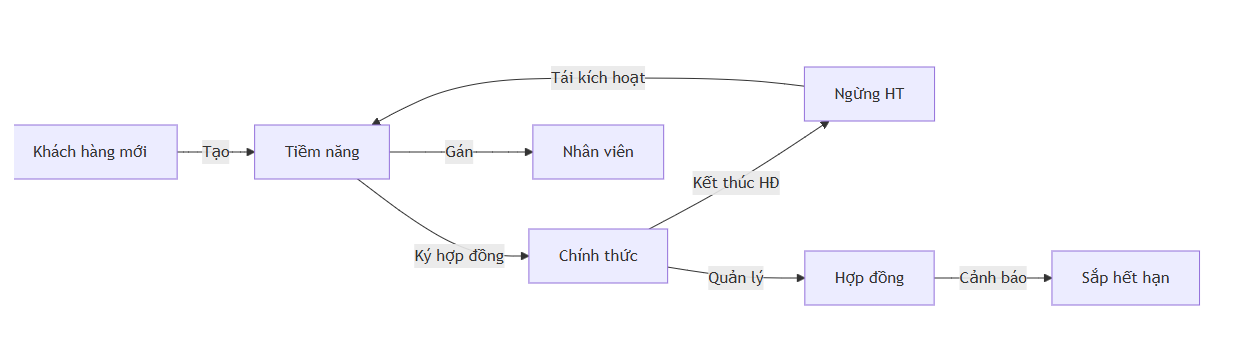 Tái kích hoạt
Ngừng HT
Khách hàng mới
Tạo
Tiềm năng
Gán
Nhân viên
Kết thúc HĐ
Ký hợp đồng
Chính thức
Quản lý
Hợp đồng
Cảnh báo
Sắp hết hạn